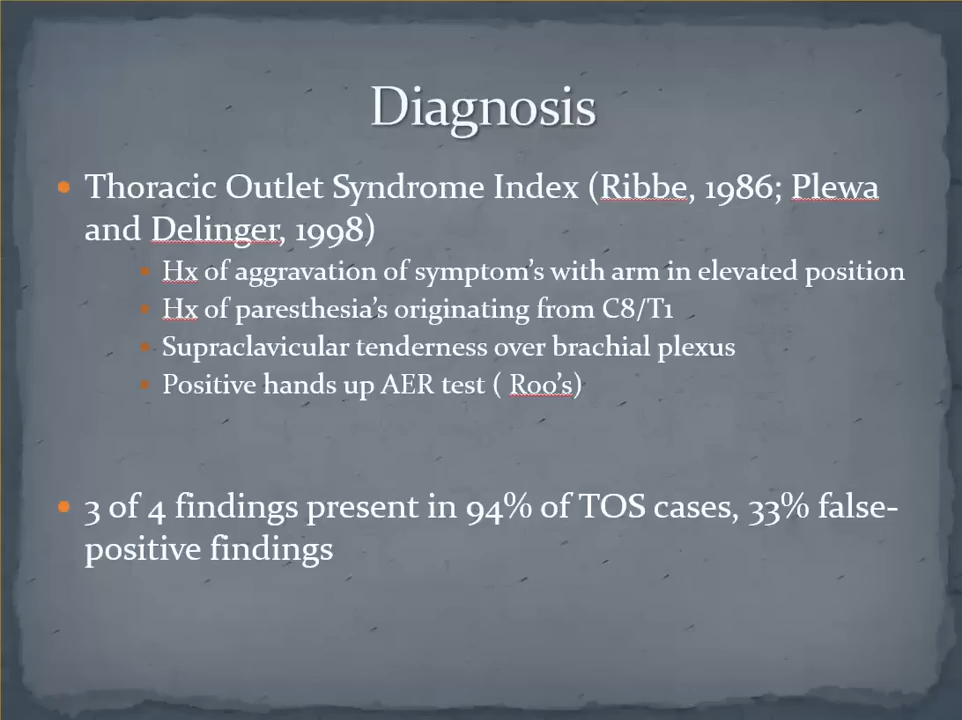 Diagnosis
Thoracic Outlet Syndrome Index (Ribbe, 1986; Plewa
and Delinger, 1998)
Hx of aggravation of symptom's with arm in elevated position
Hx of paresthesia's originating from C8/T1
Supraclavicular tenderness over brachial plexus
Positive hands up AER test ( Roo's)
3 of 4 findings present in 94% of TOS cases, 33% false-
positive findings